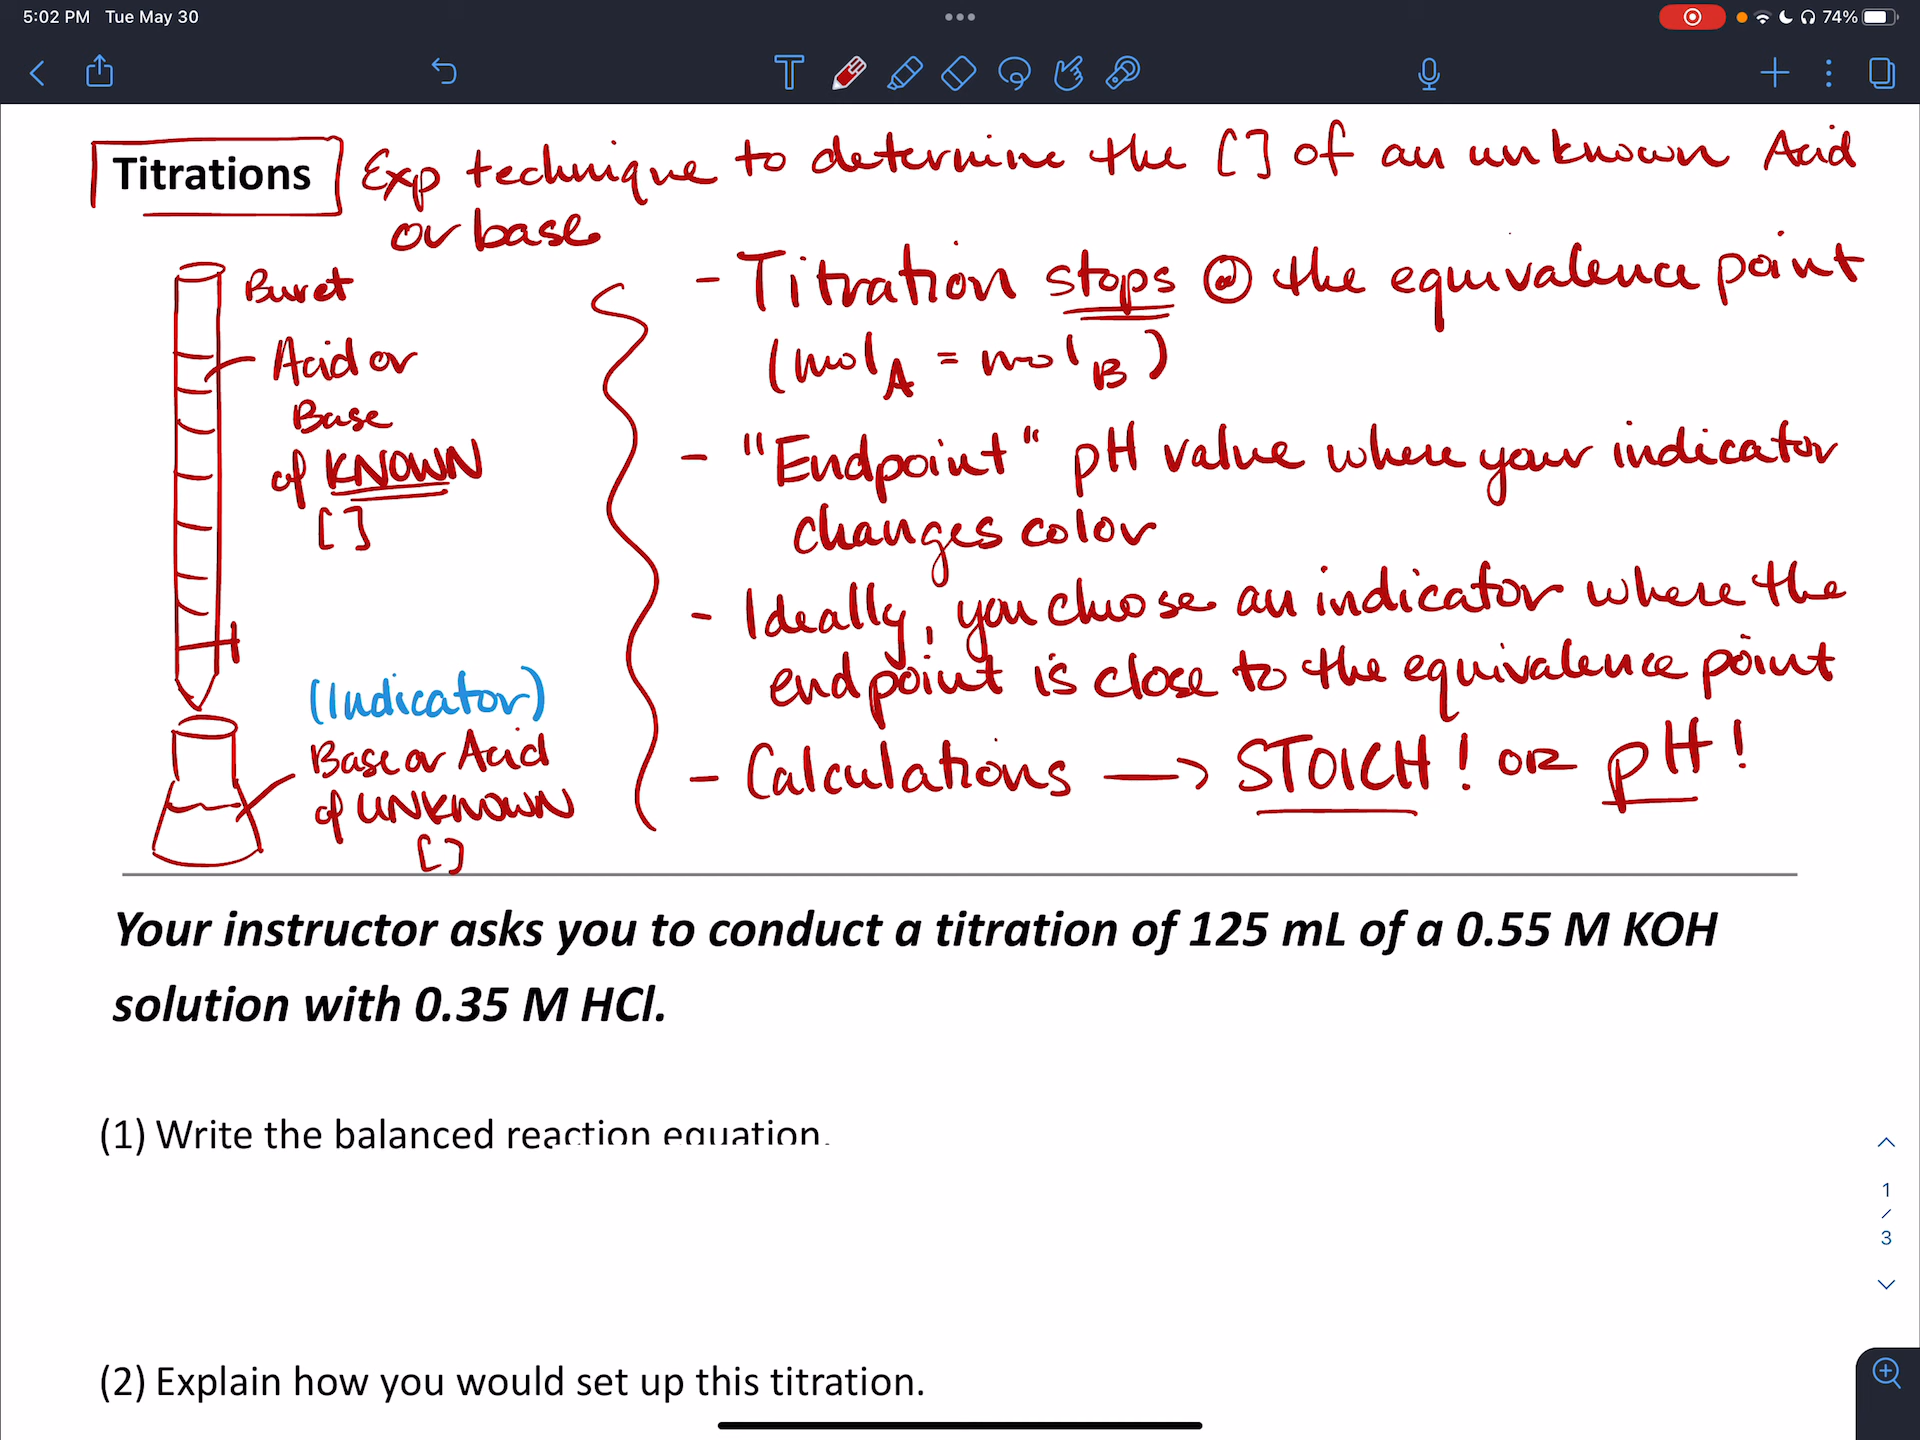 5:02 PM Tue May 30
74%
Titrations
Exp technique to determine the [ ] of an unknown Acid
or base
Buret
Acid or
Base
of KNOWN
[ ]
(Indicator)
Base or Acid
of UNKNOWN
[ ]
- Titration stops @ the equivalence point
(mol A = mol B)
- "Endpoint" pH value where your indicator
changes color
- Ideally, you choose an indicator where the
endpoint is close to the equivalence point
- Calculations → STOICH! OR pH!
Your instructor asks you to conduct a titration of 125 mL of a 0.55 M KOH
solution with 0.35 M HCl.
(1) Write the balanced reaction equation.
(2) Explain how you would set up this titration.
1
/
3